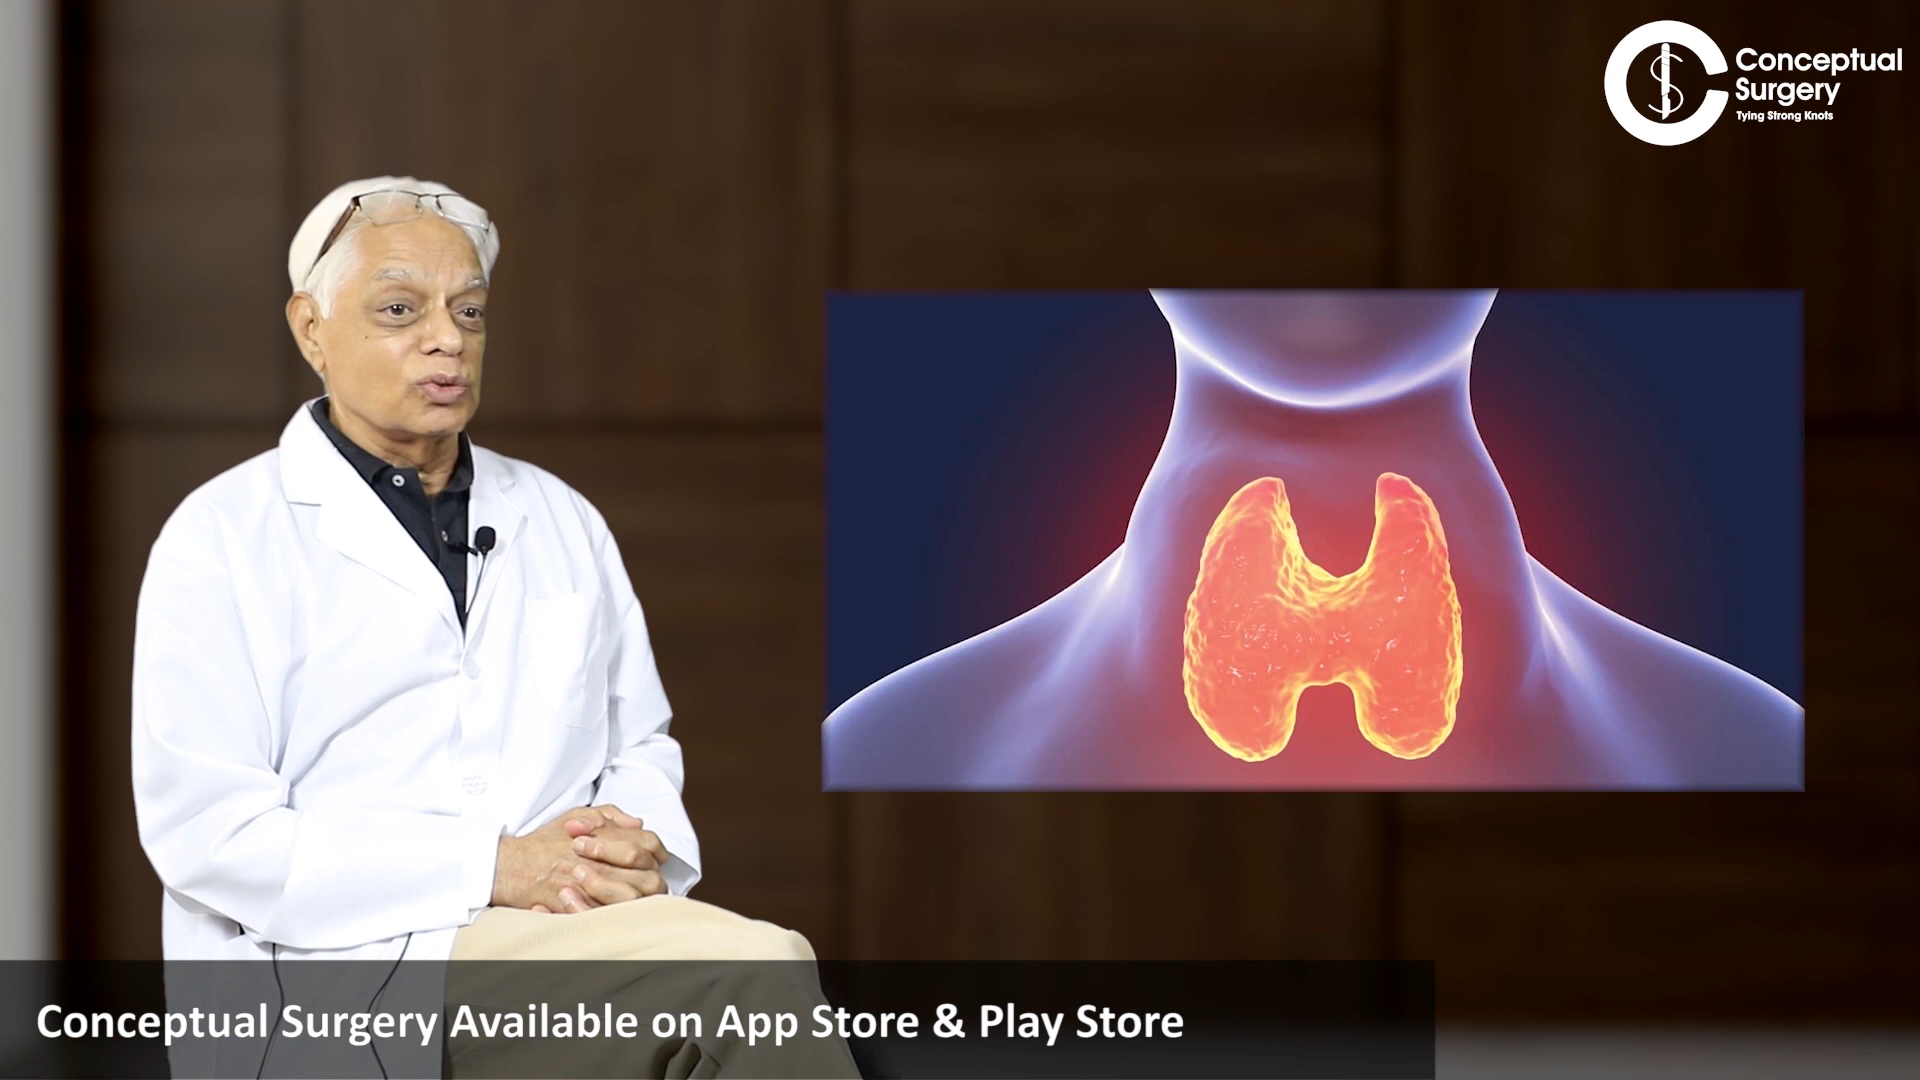 Conceptual
Surgery
Tying Strong Knots
Conceptual Surgery Available on App Store & Play Store